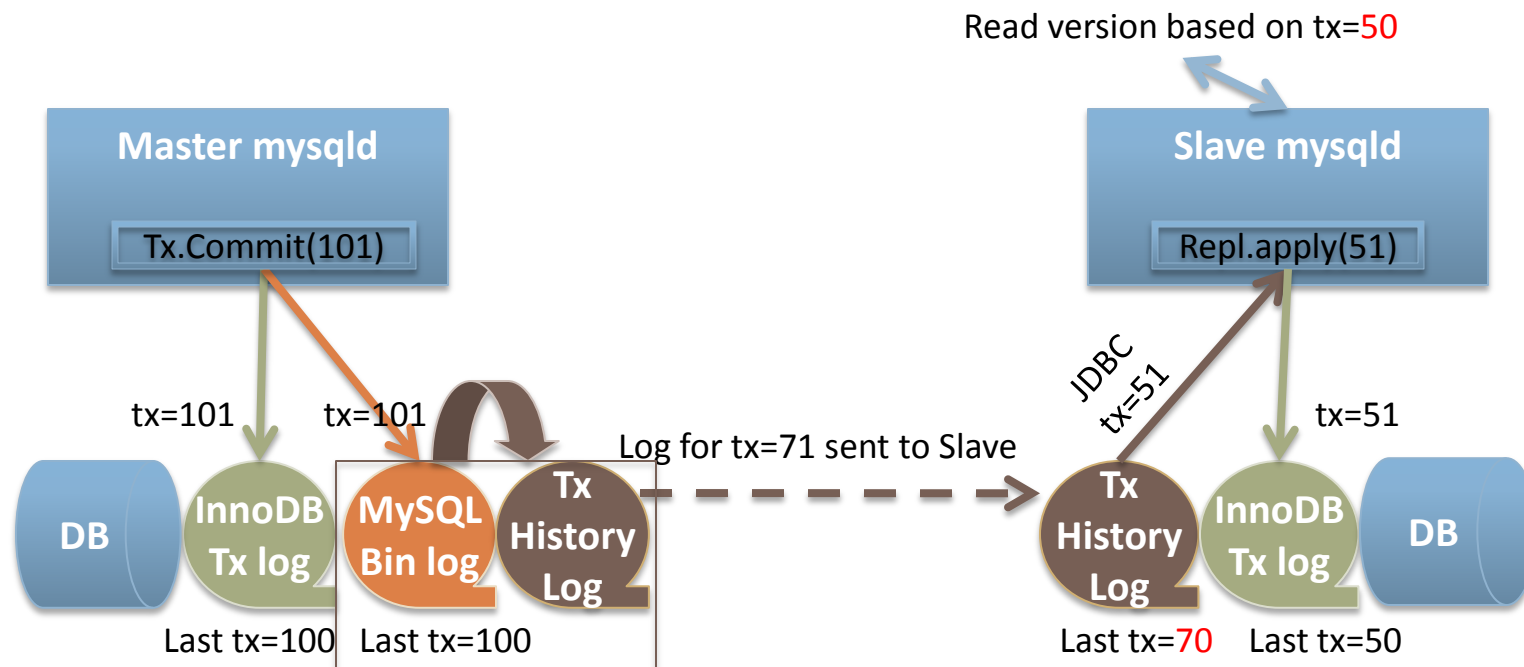 Read version based on tx=50
Master mysqld
Tx.Commit(101)
Slave mysqld
Repl.apply(51)
tx=101
tx=101
JDBC
tx=51
tx=51
Log for tx=71 sent to Slave
DB
InnoDB
Tx log
MySQL
Bin log
Tx
History
Log
Tx
History
Log
InnoDB
Tx log
DB
Last tx=100
Last tx=100
Last tx=70
Last tx=50